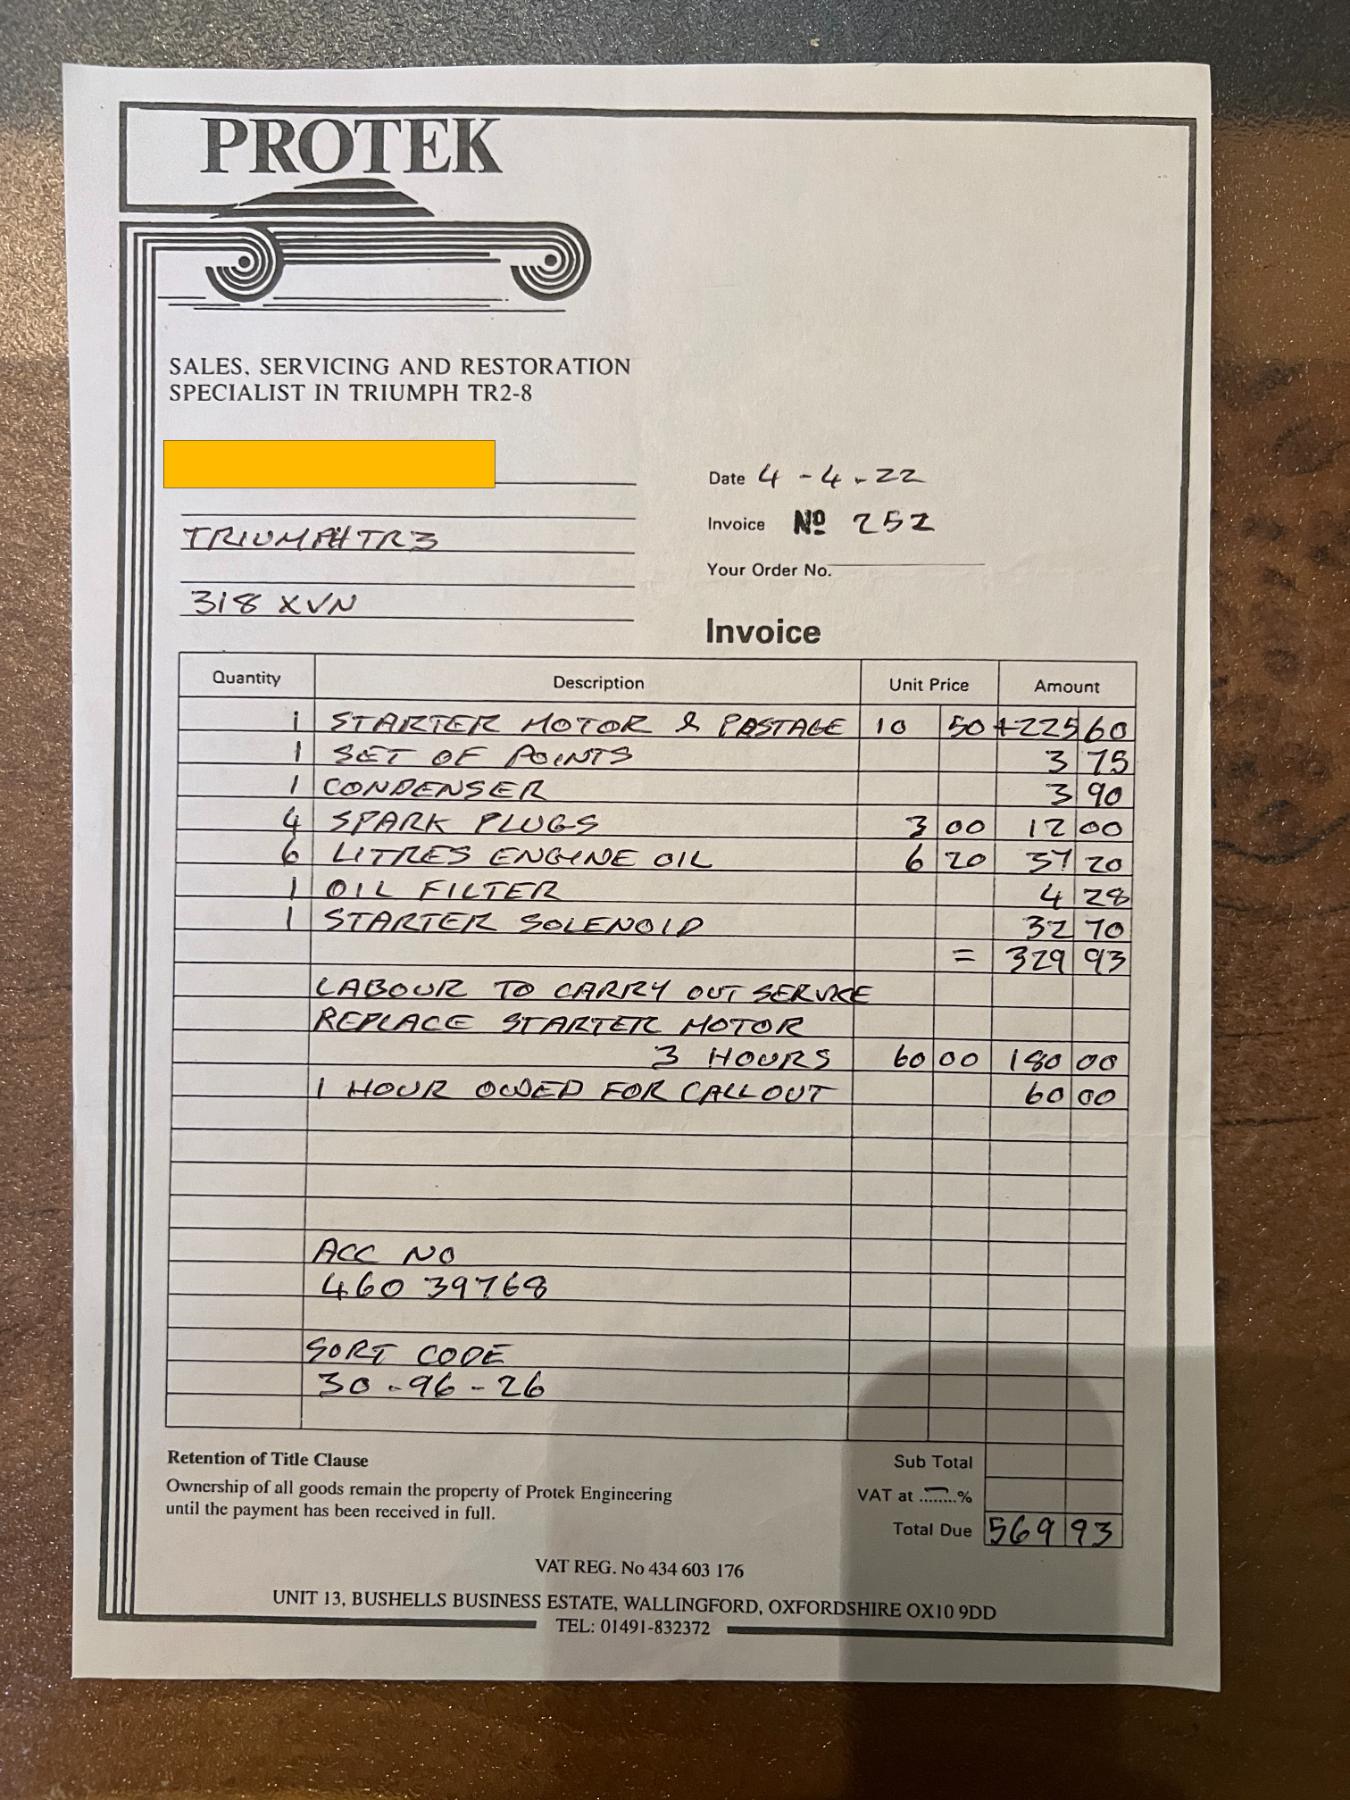 PROTEK
SALES, SERVICING AND RESTORATION
SPECIALIST IN TRIUMPH TR2-8
Date 4-4-22
Invoice No 252
TRIUMPH TR3
Your Order No.
318 XVN
Invoice
Quantity Description Unit Price Amount
1 STARTER MOTOR & POSTAGE 10 50 +225 60
1 SET OF POINTS 3 75
1 CONDENSER 3 90
4 SPARK PLUGS 3 00 12 00
6 LITRES ENGINE OIL 6 20 37 20
1 OIL FILTER 4 28
1 STARTER SOLENOID 32 70
= 329 93
LABOUR TO CARRY OUT SERVICE
REPLACE STARTER MOTOR
3 HOURS 60 00 180 00
1 HOUR OWED FOR CALLOUT 60 00
ACC NO
460 39768
SORT CODE
30-96-26
Retention of Title Clause
Ownership of all goods remain the property of Protek Engineering
until the payment has been received in full.
Sub Total
VAT at ........%
Total Due 569 93
VAT REG. No 434 603 176
UNIT 13, BUSHELLS BUSINESS ESTATE, WALLINGFORD, OXFORDSHIRE OX10 9DD
TEL: 01491-832372